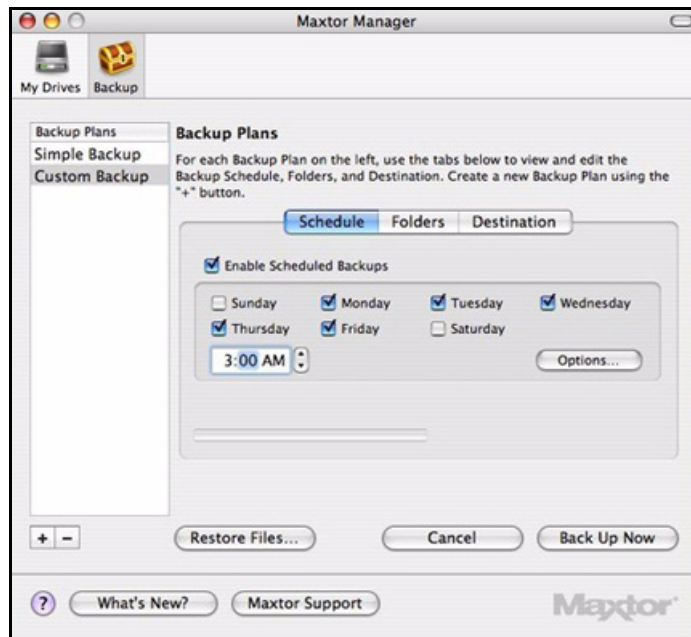 Maxtor Manager
My Drives Backup
Backup Plans
Simple Backup
Custom Backup
Backup Plans
For each Backup Plan on the left, use the tabs below to view and edit the
Backup Schedule, Folders, and Destination. Create a new Backup Plan using the
"+" button.
Schedule Folders Destination
Enable Scheduled Backups
Sunday Monday Tuesday Wednesday
Thursday Friday Saturday
3:00 AM Options...
+ -
Restore Files... Cancel Back Up Now
? What's New? Maxtor Support Maxtor